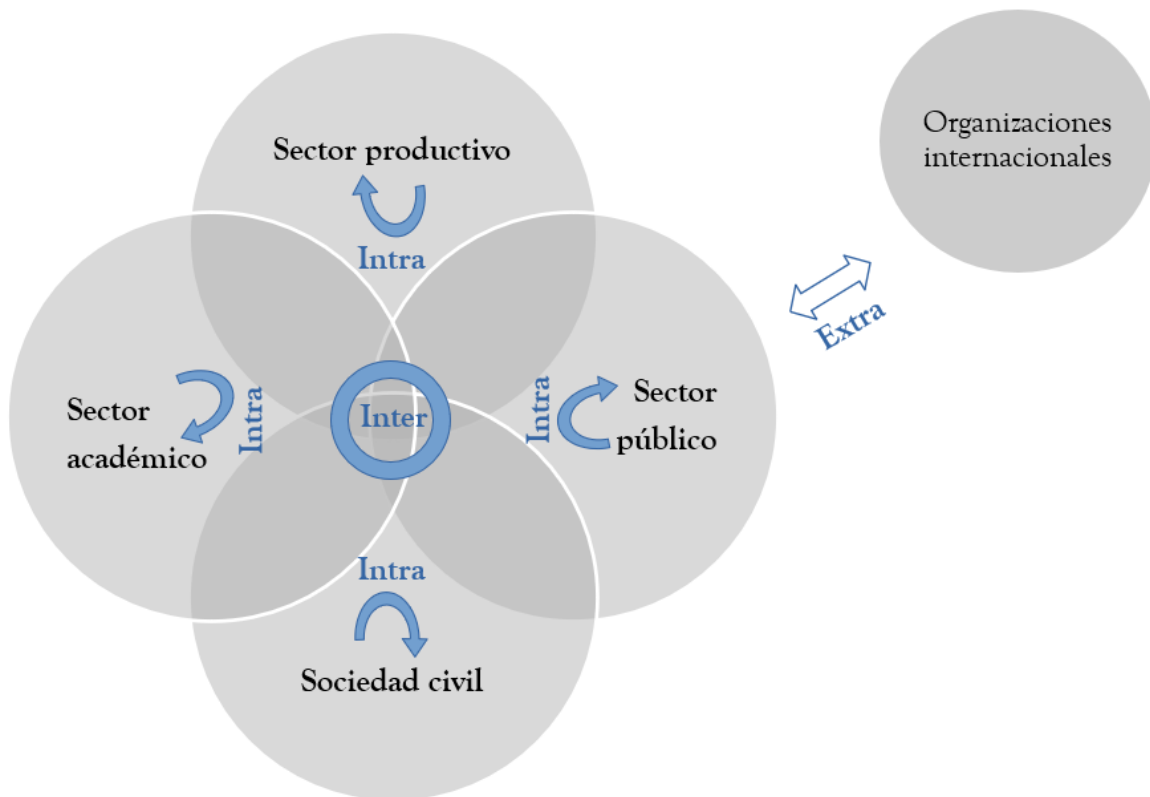 Organizaciones
internacionales
Sector productivo
Intra
Extra
Sector
académico
Intra
Inter
Intra
Sector
público
Intra
Sociedad civil